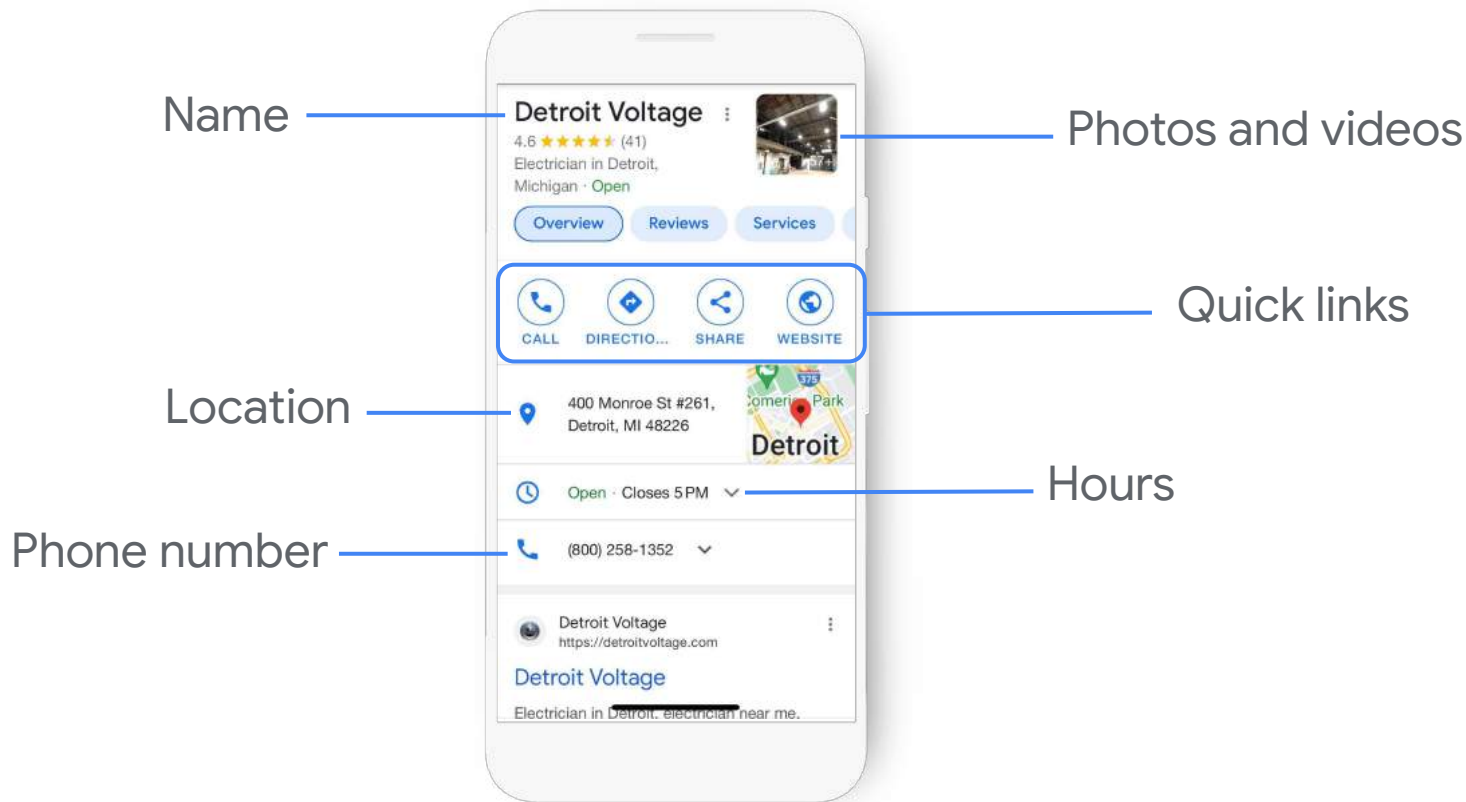 Name
Photos and videos
Quick links
Location
Hours
Phone number
Detroit Voltage
4.6 (41)
Electrician in Detroit,
Michigan · Open
57+
Overview Reviews Services
CALL DIRECTIO... SHARE WEBSITE
400 Monroe St #261,
Detroit, MI 48226
375
Park
Detroit
Open · Closes 5 PM
(800) 258-1352
Detroit Voltage
https://detroitvoltage.com
Detroit Voltage
Electrician in Detroit, electrician near me.